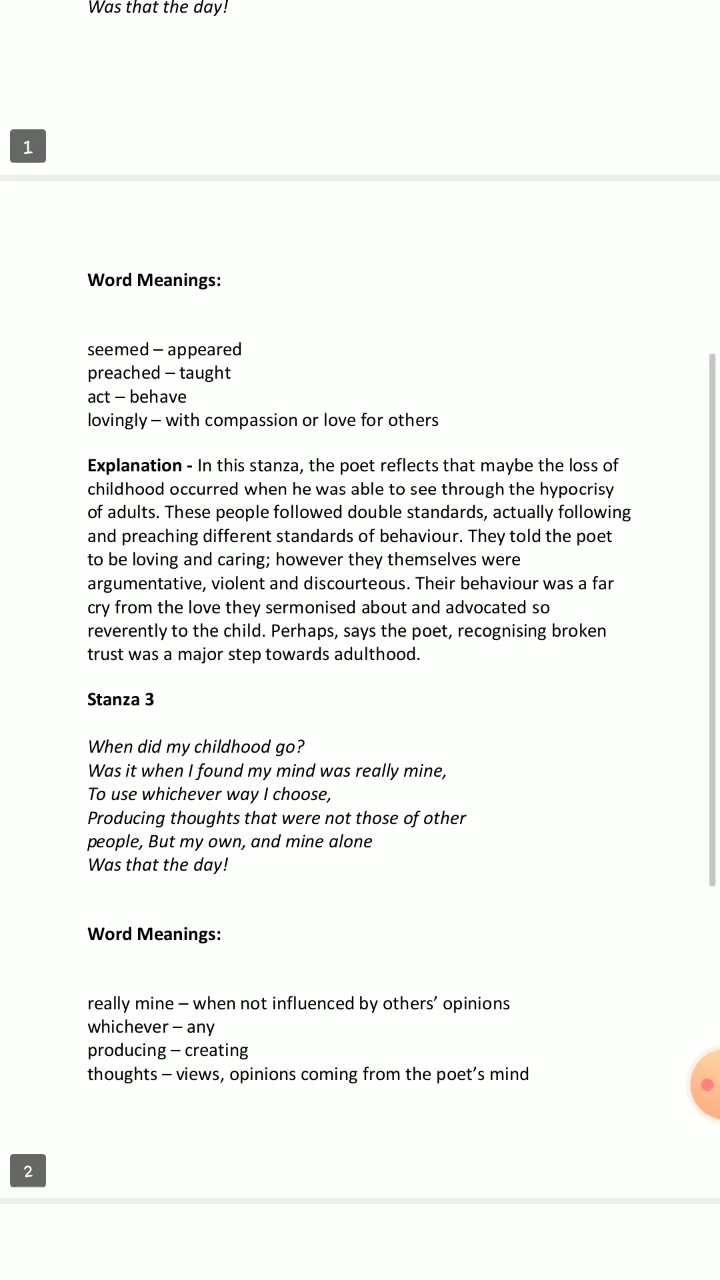 Was that the day!
1
Word Meanings:
seemed – appeared
preached – taught
act – behave
lovingly – with compassion or love for others
Explanation - In this stanza, the poet reflects that maybe the loss of
childhood occurred when he was able to see through the hypocrisy
of adults. These people followed double standards, actually following
and preaching different standards of behaviour. They told the poet
to be loving and caring; however they themselves were
argumentative, violent and discourteous. Their behaviour was a far
cry from the love they sermonised about and advocated so
reverently to the child. Perhaps, says the poet, recognising broken
trust was a major step towards adulthood.
Stanza 3
When did my childhood go?
Was it when I found my mind was really mine,
To use whichever way I choose,
Producing thoughts that were not those of other
people, But my own, and mine alone
Was that the day!
Word Meanings:
really mine – when not influenced by others’ opinions
whichever – any
producing – creating
thoughts – views, opinions coming from the poet’s mind
2